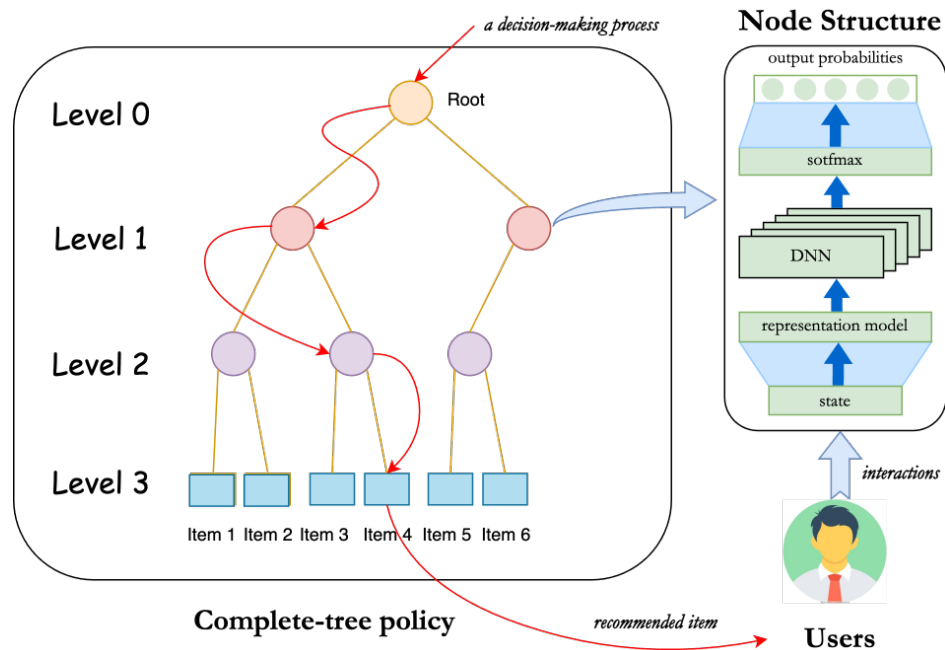 a decision-making process
Node Structure
output probabilities
Level 0
Root
sotfmax
Level 1
DNN
representation model
Level 2
state
Level 3
interactions
Item 1 Item 2 Item 3 Item 4 Item 5 Item 6
Complete-tree policy
recommended item
Users